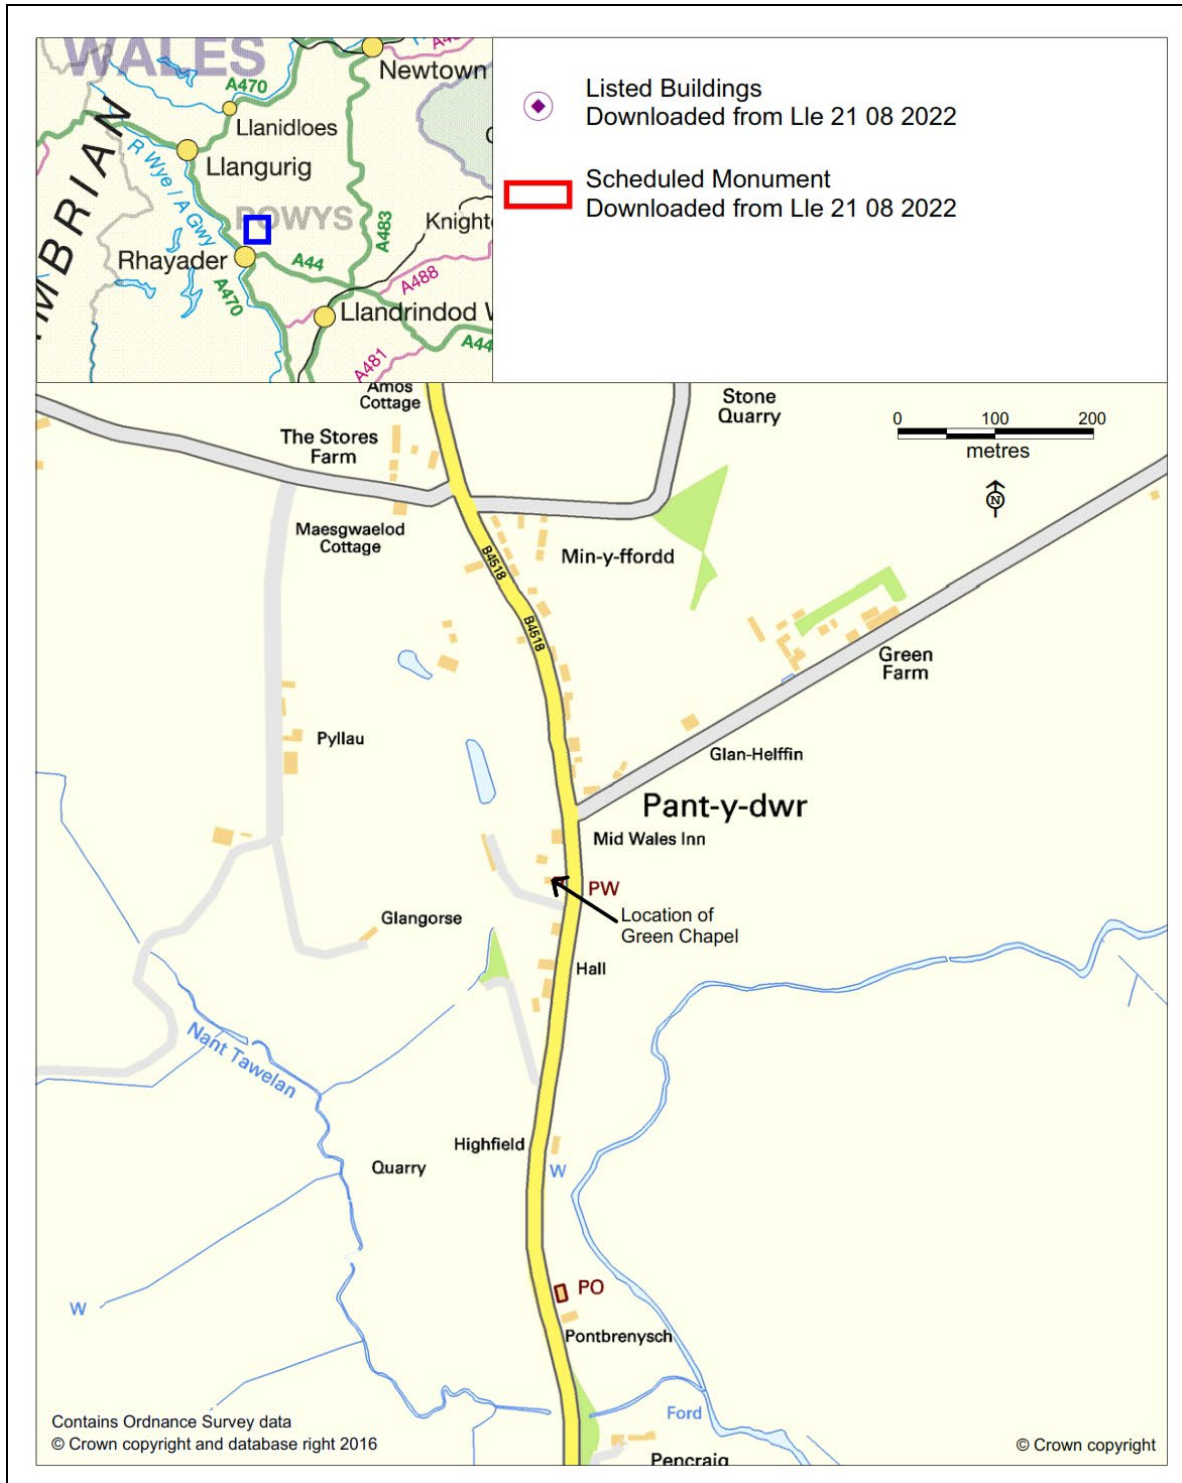 WALES
A470
Newtown
Llanidloes
Llangurig
R Wye / A Gwy
POWYS
A483
Rhayader
A44
A488
A470
Llandrindod W
A481
A44
Listed Buildings
Downloaded from Lle 21 08 2022
Scheduled Monument
Downloaded from Lle 21 08 2022
Amos
Cottage
Stone
Quarry
0 100 200
metres
N
The Stores
Farm
Maesgwaelod
Cottage
Min-y-ffordd
B4518
B4518
Green
Farm
Pyllau
Glan-Helffin
Pant-y-dwr
Mid Wales Inn
PW
Location of
Green Chapel
Glangorse
Hall
Nant Tawelan
Highfield
Quarry
W
PO
W
Pontbrenysch
Ford
Pencraig
Contains Ordnance Survey data
© Crown copyright and database right 2016
© Crown copyright